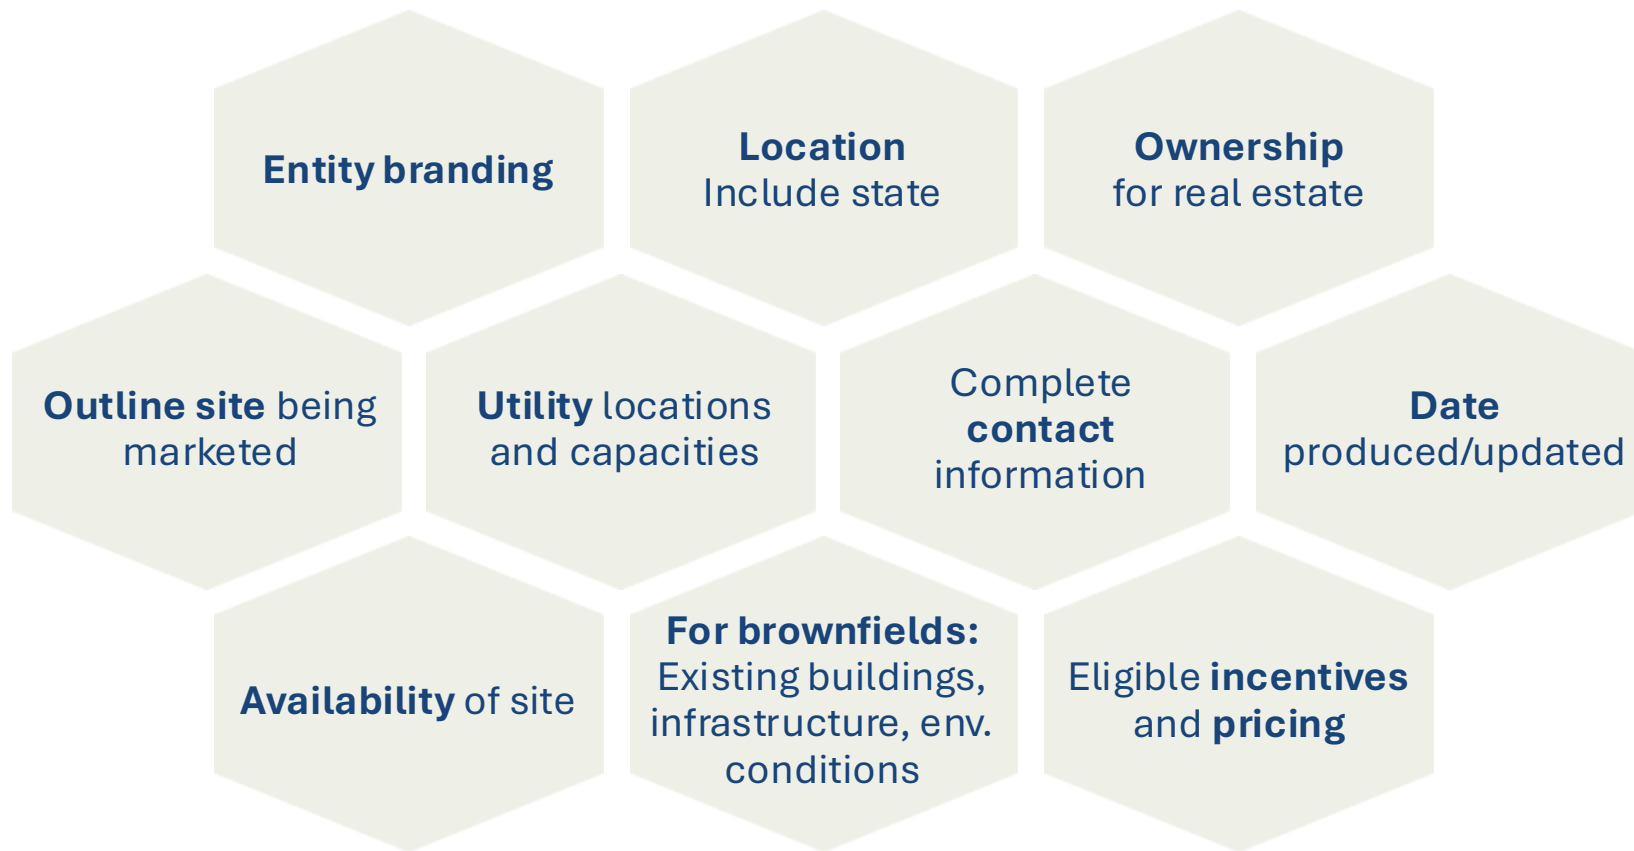 Entity branding
Location
Include state
Ownership
for real estate
Outline site being
marketed
Utility locations
and capacities
Complete
contact
information
Date
produced/updated
Availability of site
For brownfields:
Existing buildings,
infrastructure, env.
conditions
Eligible incentives
and pricing